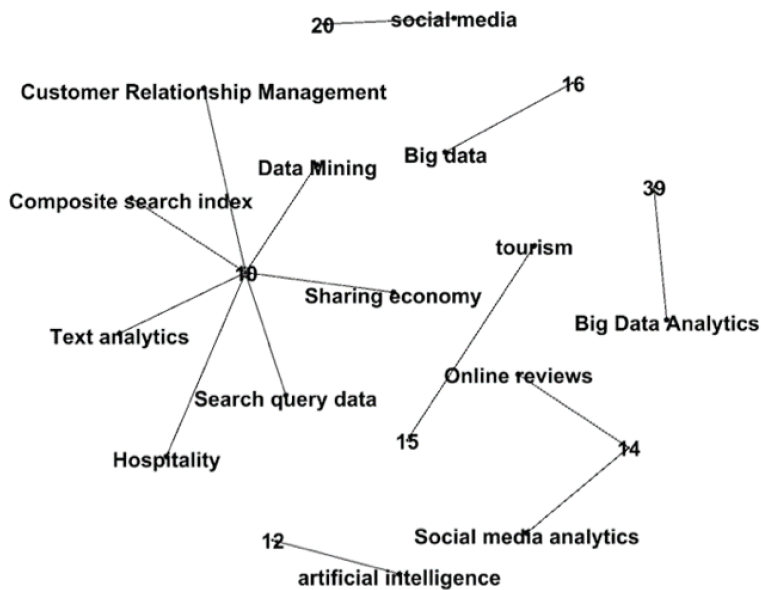 20
social media
Customer Relationship Management
16
Big data
Data Mining
Composite search index
39
tourism
10
Sharing economy
Big Data Analytics
Text analytics
Online reviews
Search query data
15
14
Hospitality
Social media analytics
12
artificial intelligence